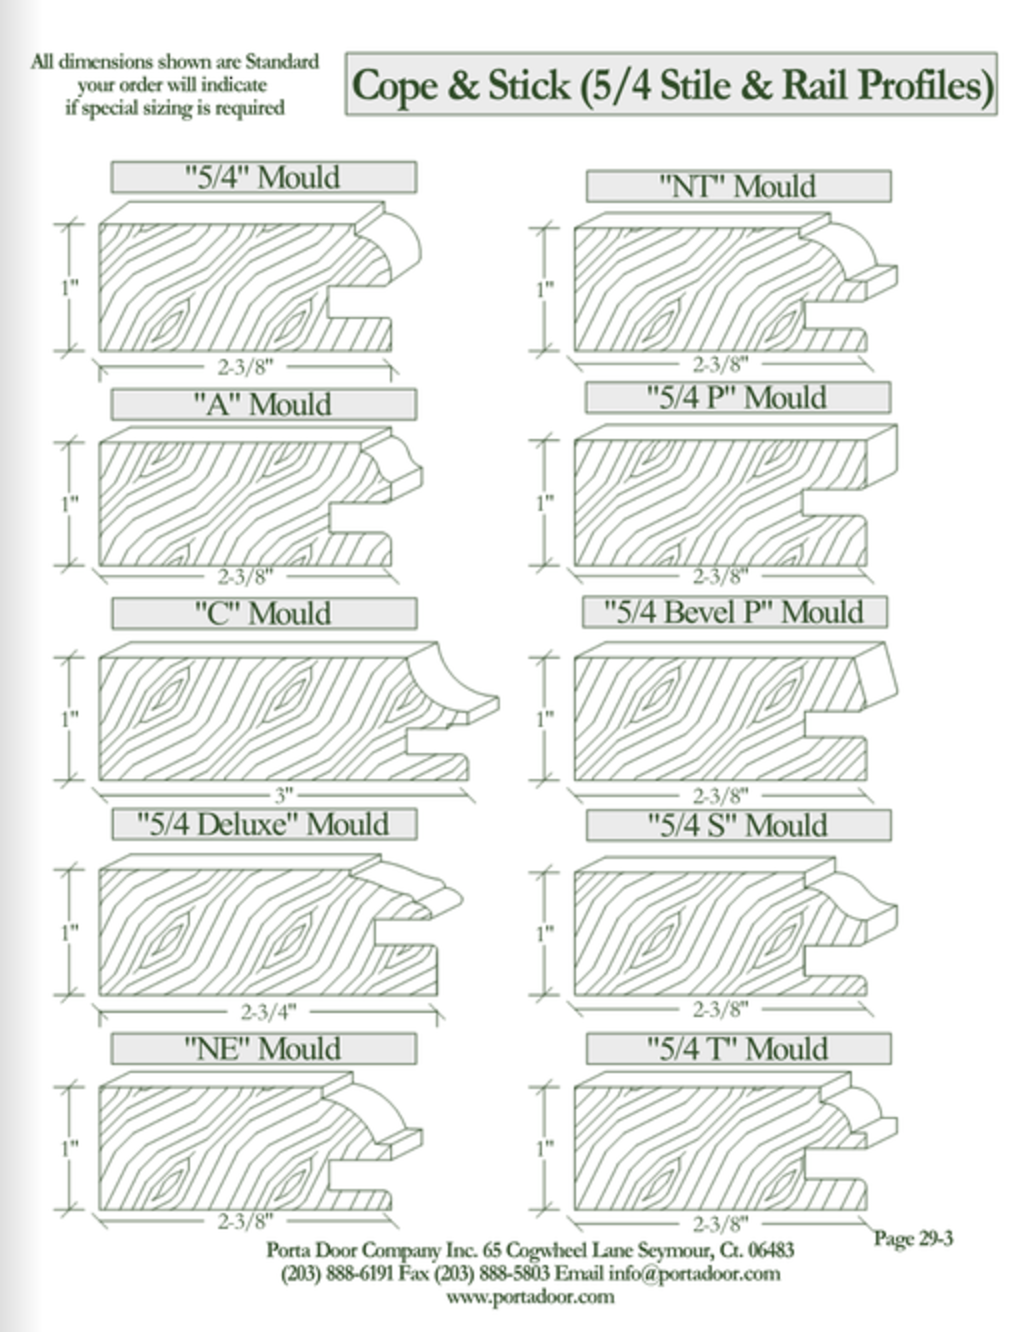 All dimensions shown are Standard
your order will indicate
if special sizing is required
Cope & Stick (5/4 Stile & Rail Profiles)
"5/4" Mould
1"
2-3/8"
"NT" Mould
1"
2-3/8"
"A" Mould
1"
2-3/8"
"5/4 P" Mould
1"
2-3/8"
"C" Mould
1"
3"
"5/4 Bevel P" Mould
1"
2-3/8"
"5/4 Deluxe" Mould
1"
2-3/4"
"5/4 S" Mould
1"
2-3/8"
"NE" Mould
1"
2-3/8"
"5/4 T" Mould
1"
2-3/8"
Page 29-3
Porta Door Company Inc. 65 Cogwheel Lane Seymour, Ct. 06483
(203) 888-6191 Fax (203) 888-5803 Email info@portadoor.com
www.portadoor.com